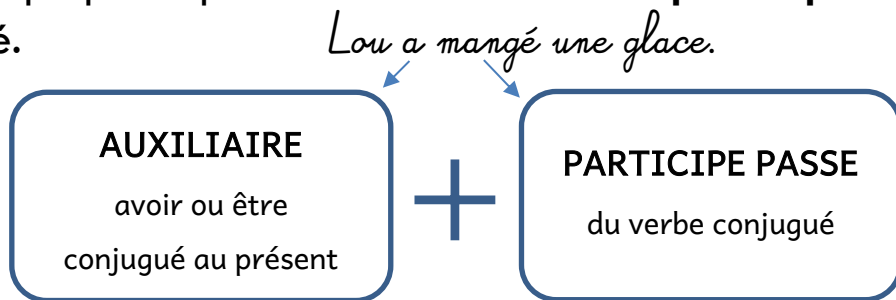 é. Lou a mangé une glace.
AUXILIAIRE
avoir ou être
conjugué au présent
+
PARTICIPE PASSE
du verbe conjugué